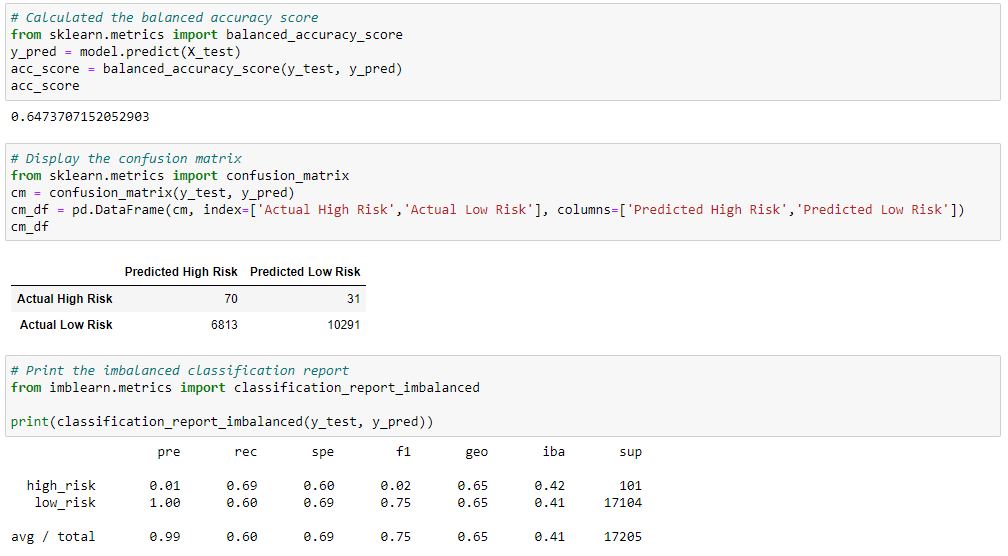 # Calculated the balanced accuracy score
from sklearn.metrics import balanced_accuracy_score
y_pred = model.predict(X_test)
acc_score = balanced_accuracy_score(y_test, y_pred)
acc_score
0.6473707152052903
# Display the confusion matrix
from sklearn.metrics import confusion_matrix
cm = confusion_matrix(y_test, y_pred)
cm_df = pd.DataFrame(cm, index=['Actual High Risk','Actual Low Risk'], columns=['Predicted High Risk','Predicted Low Risk'])
cm_df
Predicted High Risk Predicted Low Risk
Actual High Risk 70 31
Actual Low Risk 6813 10291
# Print the imbalanced classification report
from imblearn.metrics import classification_report_imbalanced
print(classification_report_imbalanced(y_test, y_pred))
pre rec spe f1 geo iba sup
high_risk 0.01 0.69 0.60 0.02 0.65 0.42 101
low_risk 1.00 0.60 0.69 0.75 0.65 0.41 17104
avg / total 0.99 0.60 0.69 0.75 0.65 0.41 17205